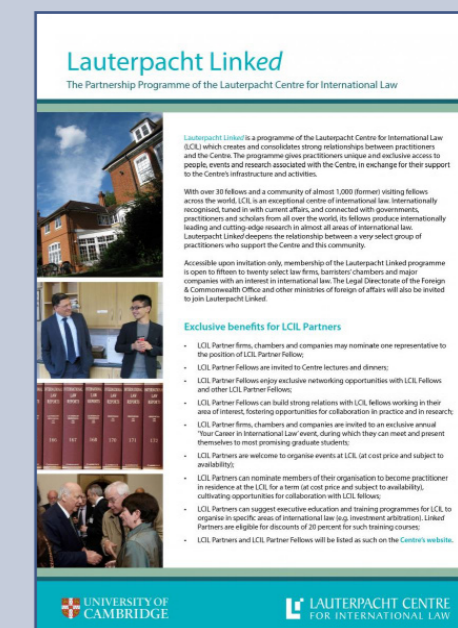 Lauterpacht Linked
The Partnership Programme of the Lauterpacht Centre for International Law
Lauterpacht Linked is a programme of the Lauterpacht Centre for International Law
(LCIL) which creates and consolidates strong relationships between practitioners
and the Centre. The programme gives practitioners unique and exclusive access to
people, events and research associated with the Centre, in exchange for their support
to the Centre's infrastructure and activities.
With over 30 fellows and a community of almost 1,000 (former) visiting fellows
across the world, LCIL is an exceptional centre of international law. Internationally
recognised, tuned in with current affairs, and connected with governments,
practitioners and scholars from all over the world, its fellows produce internationally
leading and cutting-edge research in almost all areas of international law.
Lauterpacht Linked deepens the relationship between a very select group of
practitioners who support the Centre and this community.
Accessible upon invitation only, membership of the Lauterpacht Linked programme
is open to fifteen to twenty select law firms, barristers' chambers and major
companies with an interest in international law. The Legal Directorate of the Foreign
& Commonwealth Office and other ministries of foreign of affairs will also be invited
to join Lauterpacht Linked.
Exclusive benefits for LCIL Partners
- LCIL Partner firms, chambers and companies may nominate one representative to
the position of LCIL Partner Fellow;
- LCIL Partner Fellows are invited to Centre lectures and dinners;
- LCIL Partner Fellows enjoy exclusive networking opportunities with LCIL Fellows
and other LCIL Partner Fellows;
- LCIL Partner Fellows can build strong relations with LCIL fellows working in their
area of interest, fostering opportunities for collaboration in practice and in research;
- LCIL Partner firms, chambers and companies are invited to an exclusive annual
'Your Career in International Law' event, during which they can meet and present
themselves to most promising graduate students;
- LCIL Partners are welcome to organise events at LCIL (at cost price and subject to
availability);
- LCIL Partners can nominate members of their organisation to become practitioner
in residence at the LCIL for a term (at cost price and subject to availability),
cultivating opportunities for collaboration with LCIL fellows;
- LCIL Partners can suggest executive education and training programmes for LCIL to
organise in specific areas of international law (e.g. investment arbitration). Linked
Partners are eligible for discounts of 20 percent for such training courses;
- LCIL Partners and LCIL Partner Fellows will be listed as such on the Centre's website.
INTERNATIONAL LAW REPORTS
166 167 168 170 171 172
UNIVERSITY OF
CAMBRIDGE
LAUTERPACHT CENTRE
FOR INTERNATIONAL LAW